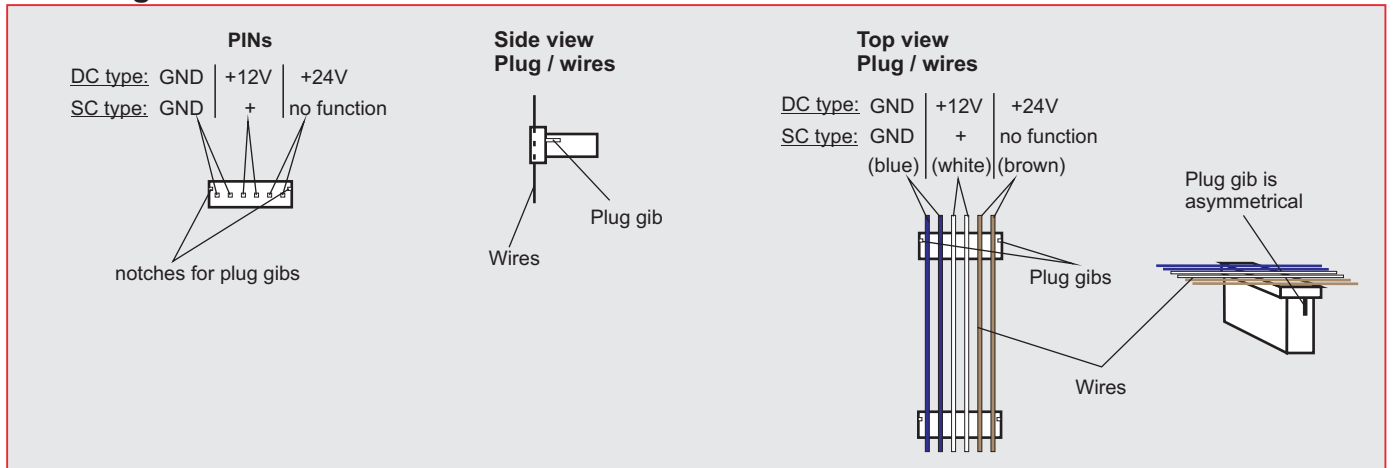 PINs
DC type: GND +12V +24V
SC type: GND + no function
notches for plug gibs
Side view
Plug / wires
Plug gib
Wires
Top view
Plug / wires
DC type: GND +12V +24V
SC type: GND + no function
(blue) (white) (brown)
Plug gibs
Plug gib is
asymmetrical
Wires